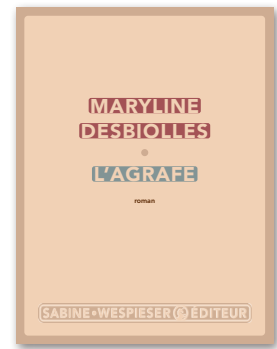 MARYLINE
DESBIOLLES
L'AGRAFE
roman
SABINE•WESPIESER ÉDITEUR